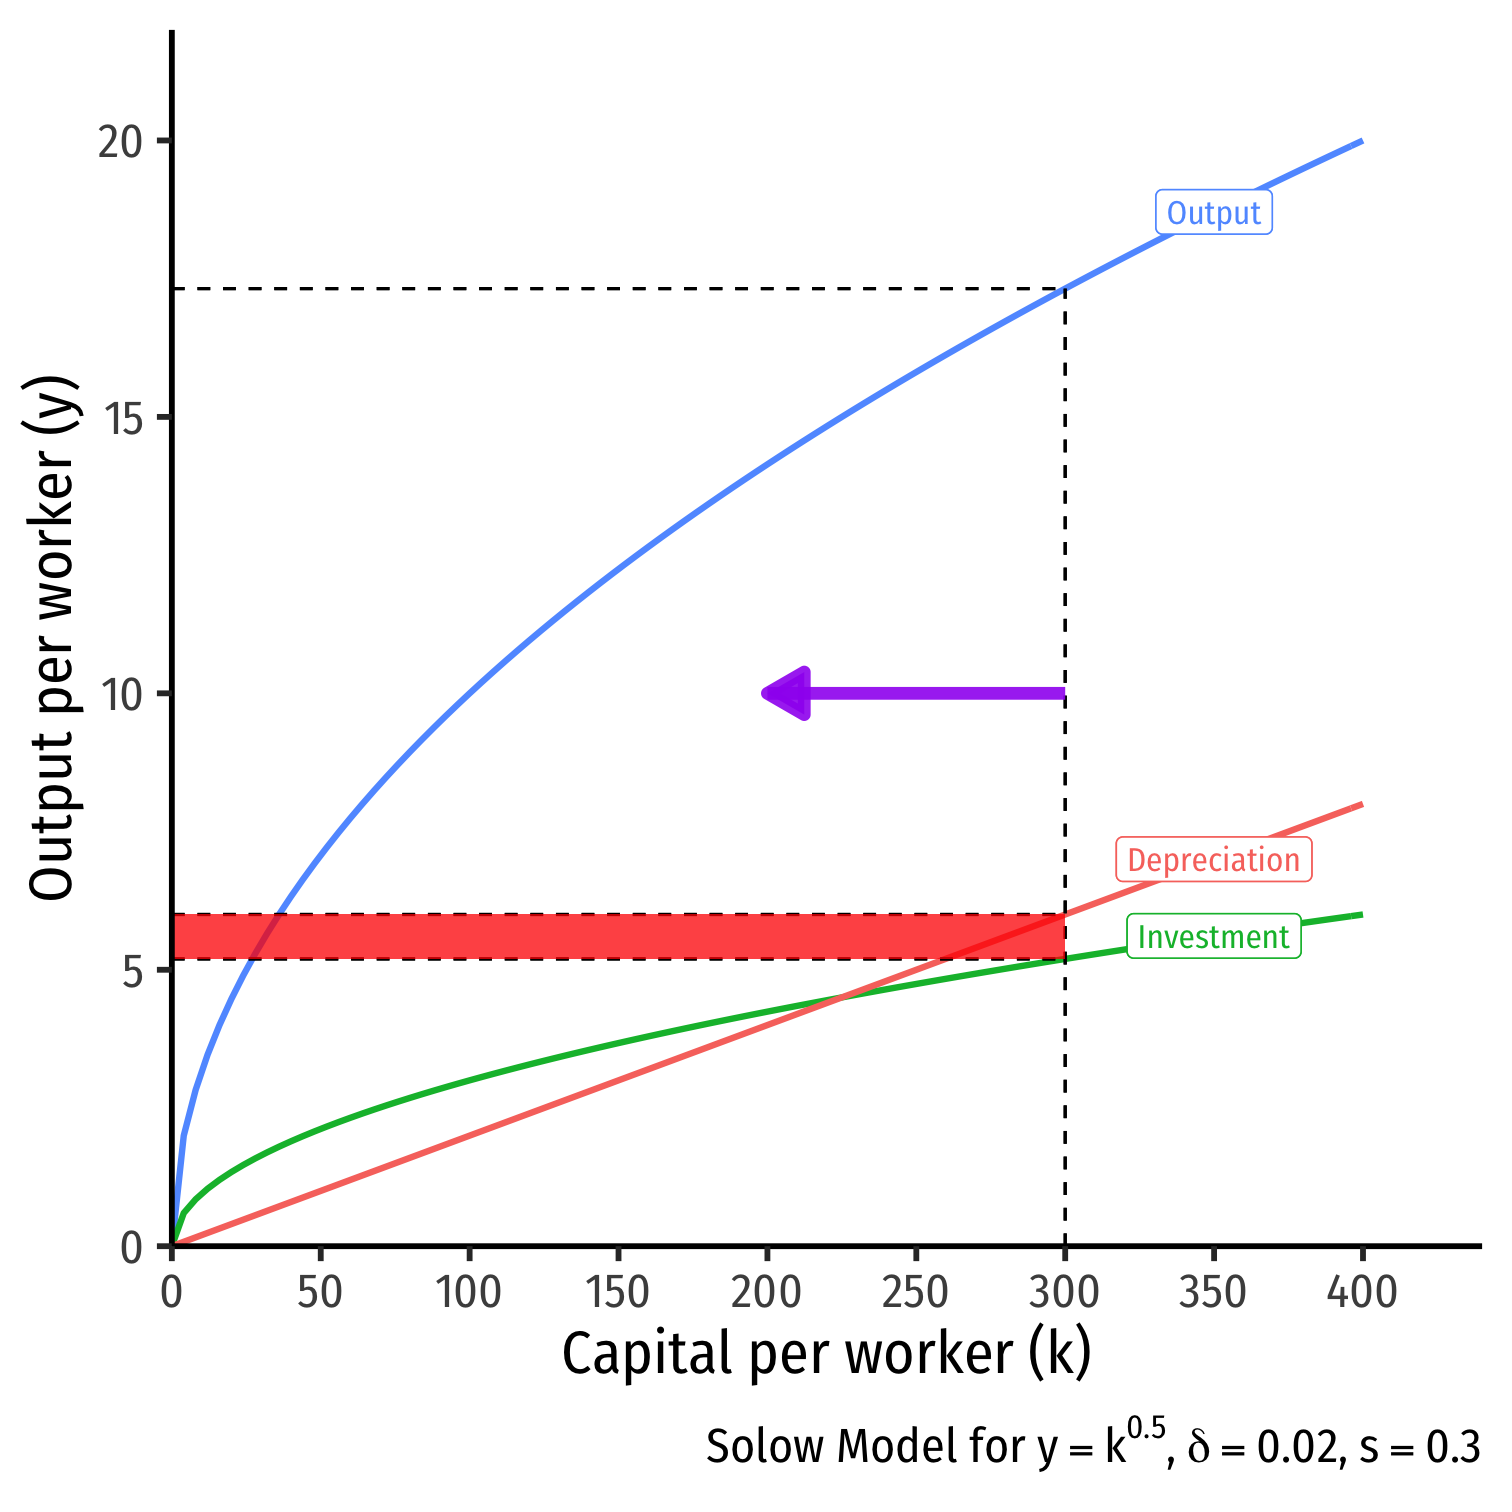 20
Output
15
Output per worker (y)
10
Depreciation
Investment
5
0
0 50 100 150 200 250 300 350 400
Capital per worker (k)
Solow Model for y = k^0.5, δ = 0.02, s = 0.3